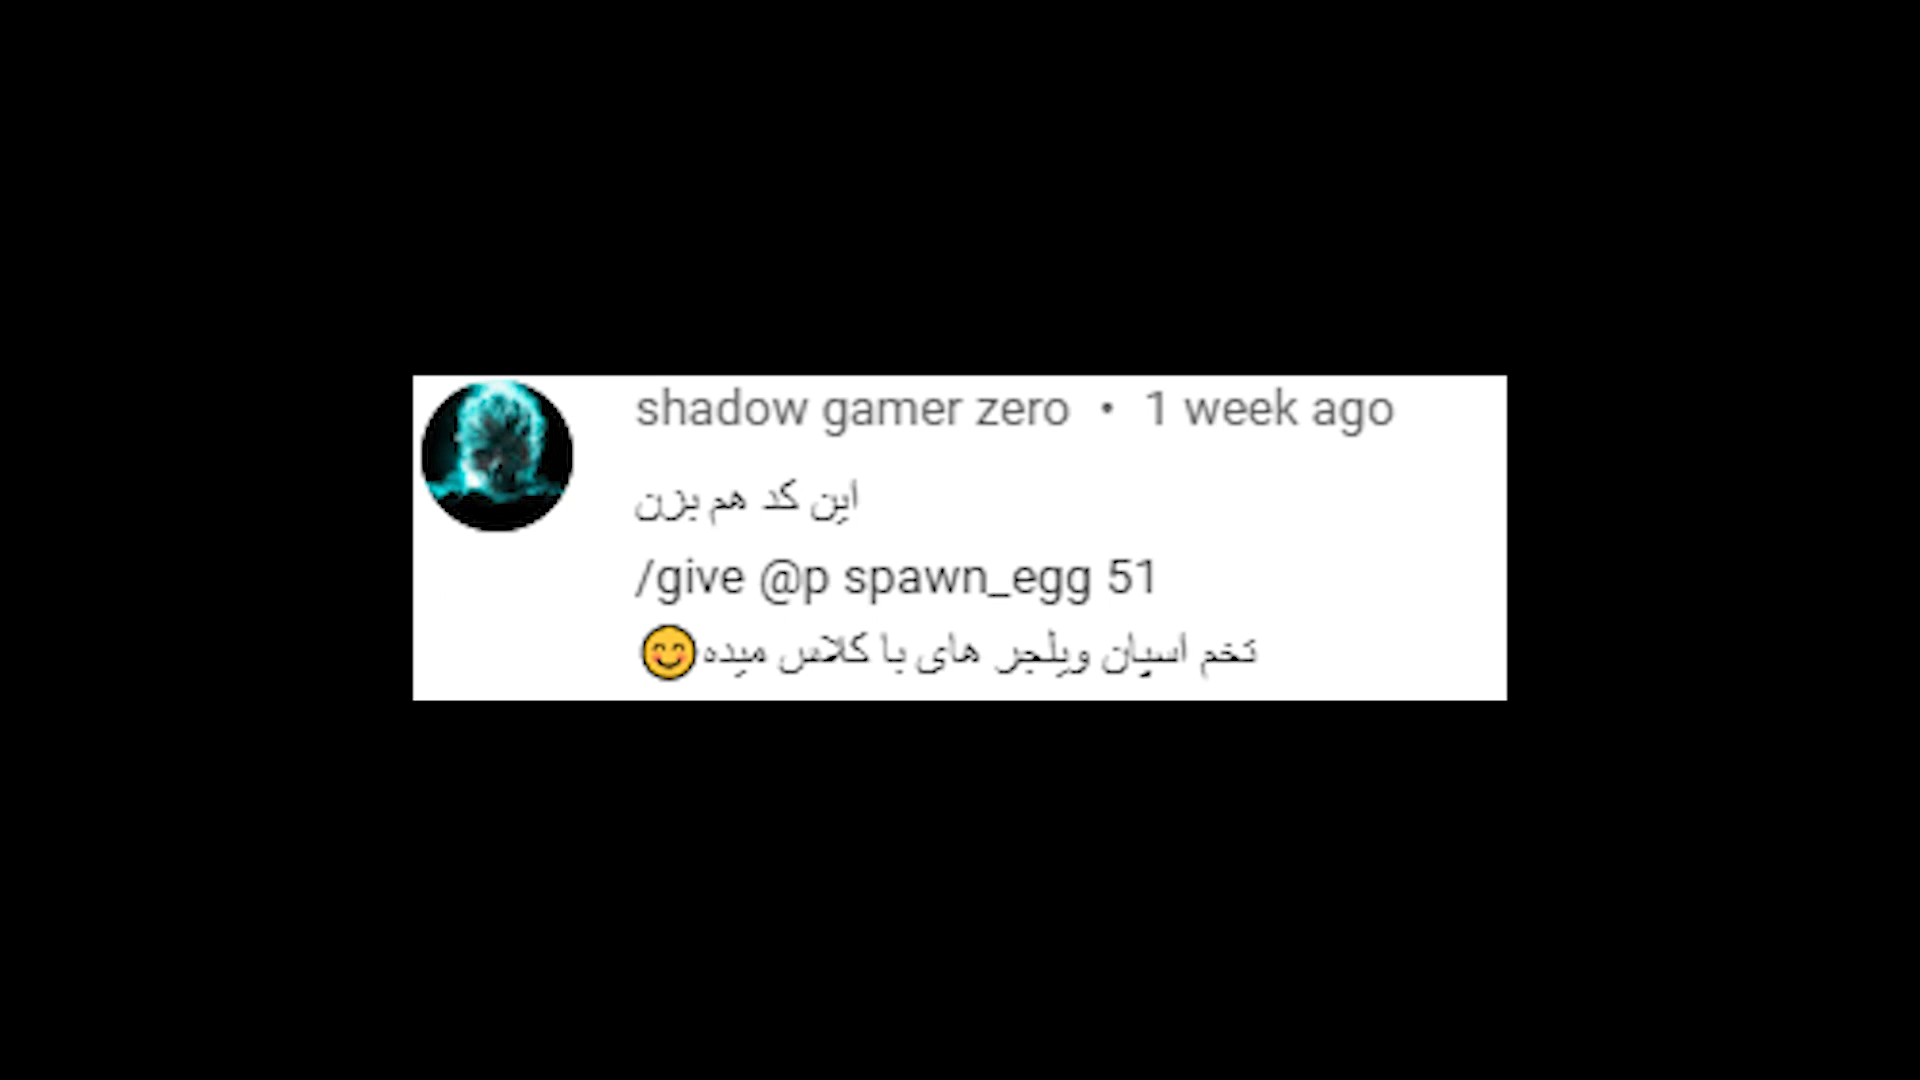 shadow gamer zero • 1 week ago
این کد هم بزن
/give @p spawn_egg 51
تخم اسپان ویلجر های با کلاس میده😊